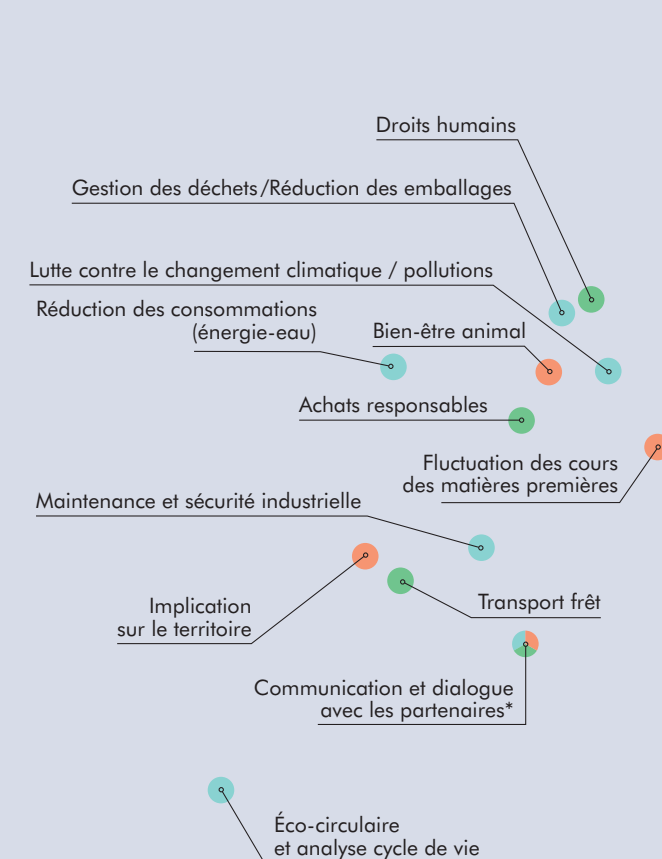 Droits humains
Gestion des déchets/Réduction des emballages
Lutte contre le changement climatique / pollutions
Réduction des consommations
(énergie-eau)
Bien-être animal
Achats responsables
Fluctuation des cours
des matières premières
Maintenance et sécurité industrielle
Implication
sur le territoire
Transport frêt
Communication et dialogue
avec les partenaires*
Éco-circulaire
et analyse cycle de vie